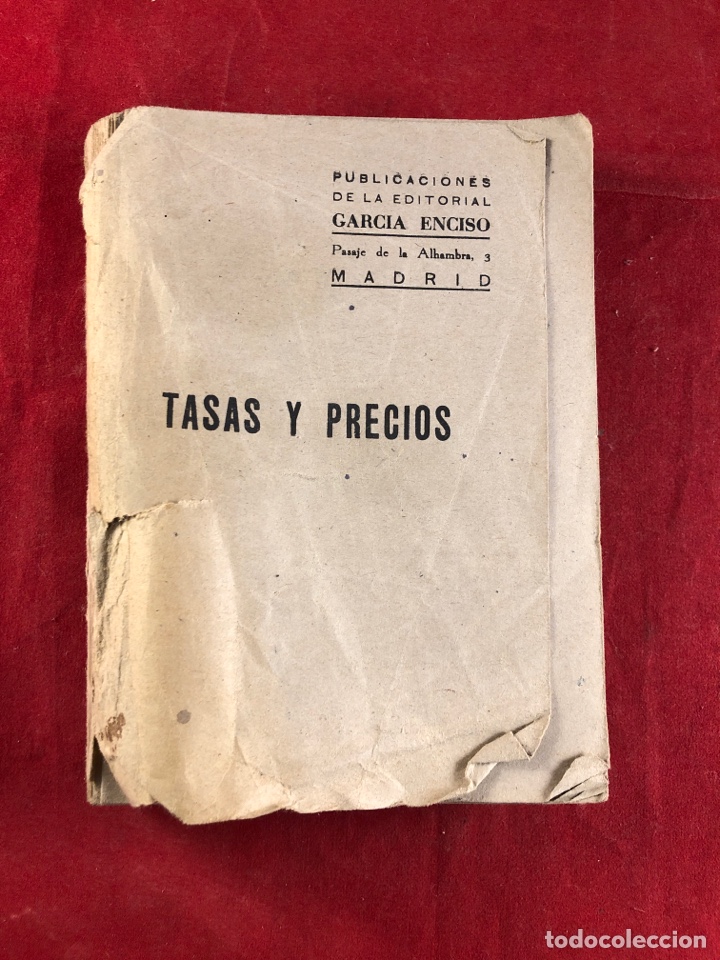 PUBLICACIONES
DE LA EDITORIAL
GARCIA ENCISO
Pasaje de la Alhambra, 3
MADRID
TASAS Y PRECIOS
todocoleccion